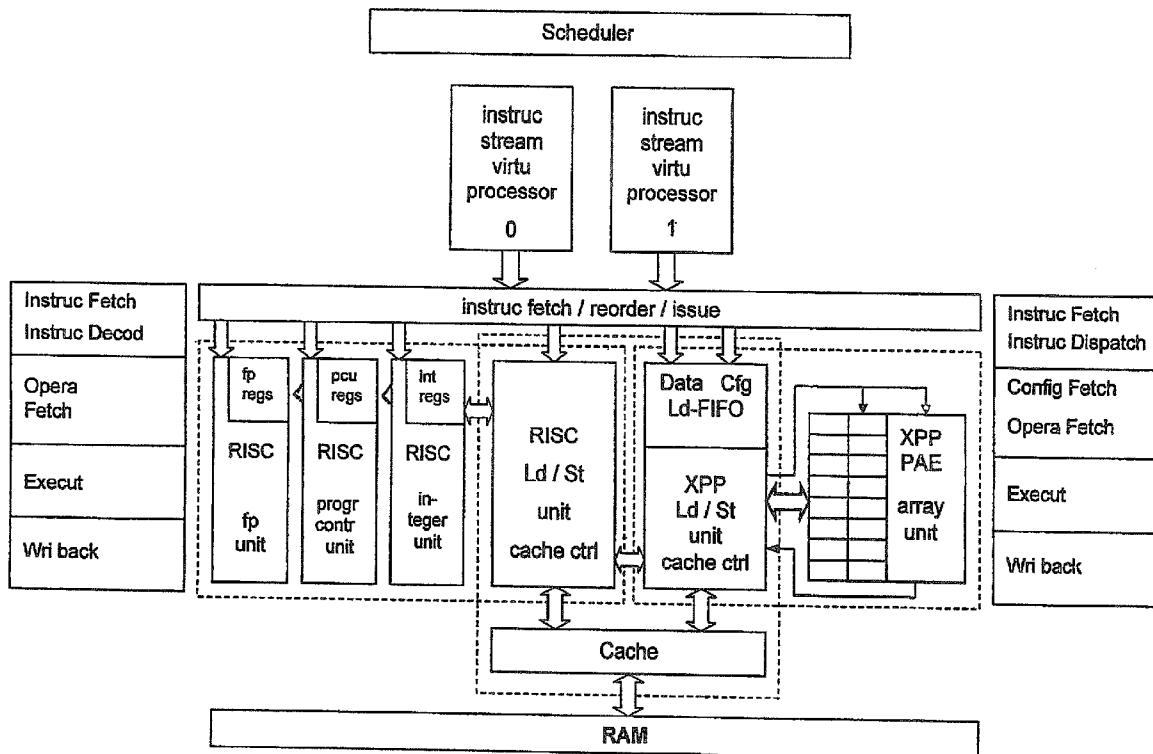 Scheduler
instruc
stream
virtu
processor
0
instruc
stream
virtu
processor
1
instruc fetch / reorder / issue
Instruc Fetch
Instruc Decod
Opera
Fetch
Execut
Wri back
fp
regs
RISC
fp
unit
pcu
regs
RISC
progr
contr
unit
int
regs
RISC
in-
teger
unit
RISC
Ld / St
unit
cache ctrl
Data Cfg
Ld-FIFO
XPP
Ld / St
unit
cache ctrl
XPP
PAE
array
unit
Instruc Fetch
Instruc Dispatch
Config Fetch
Opera Fetch
Execut
Wri back
Cache
RAM